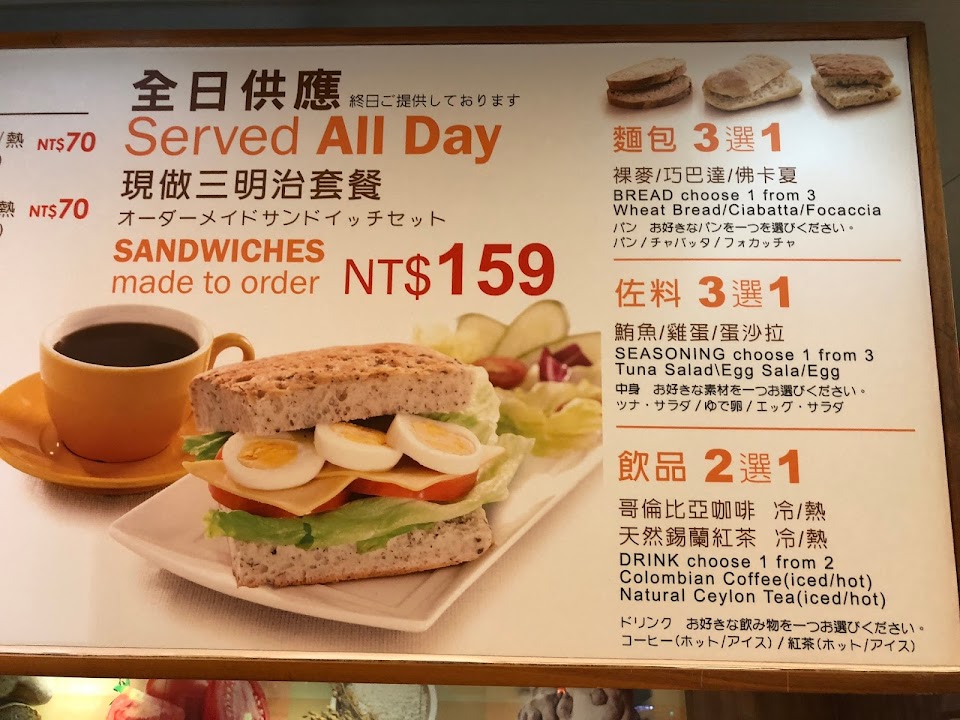 /熱 NT$70
)
熱 NT$70
)
全日供應 終日ご提供しております
Served All Day
現做三明治套餐
オーダーメイドサンドイッチセット
SANDWICHES
made to order NT$159
麵包 3選1
裸麥/巧巴達/佛卡夏
BREAD choose 1 from 3
Wheat Bread/Ciabatta/Focaccia
パン お好きなパンを一つを選びください。
パン/チャバッタ/フォカッチャ
佐料 3選1
鮪魚/雞蛋/蛋沙拉
SEASONING choose 1 from 3
Tuna Salad\Egg Sala/Egg
中身 お好きな素材を一つお選びください。
ツナ・サラダ/ゆで卵/エッグ・サラダ
飲品 2選1
哥倫比亞咖啡 冷/熱
天然錫蘭紅茶 冷/熱
DRINK choose 1 from 2
Colombian Coffee(iced/hot)
Natural Ceylon Tea(iced/hot)
ドリンク お好きな飲み物を一つお選びください。
コーヒー(ホット/アイス)/紅茶(ホット/アイス)